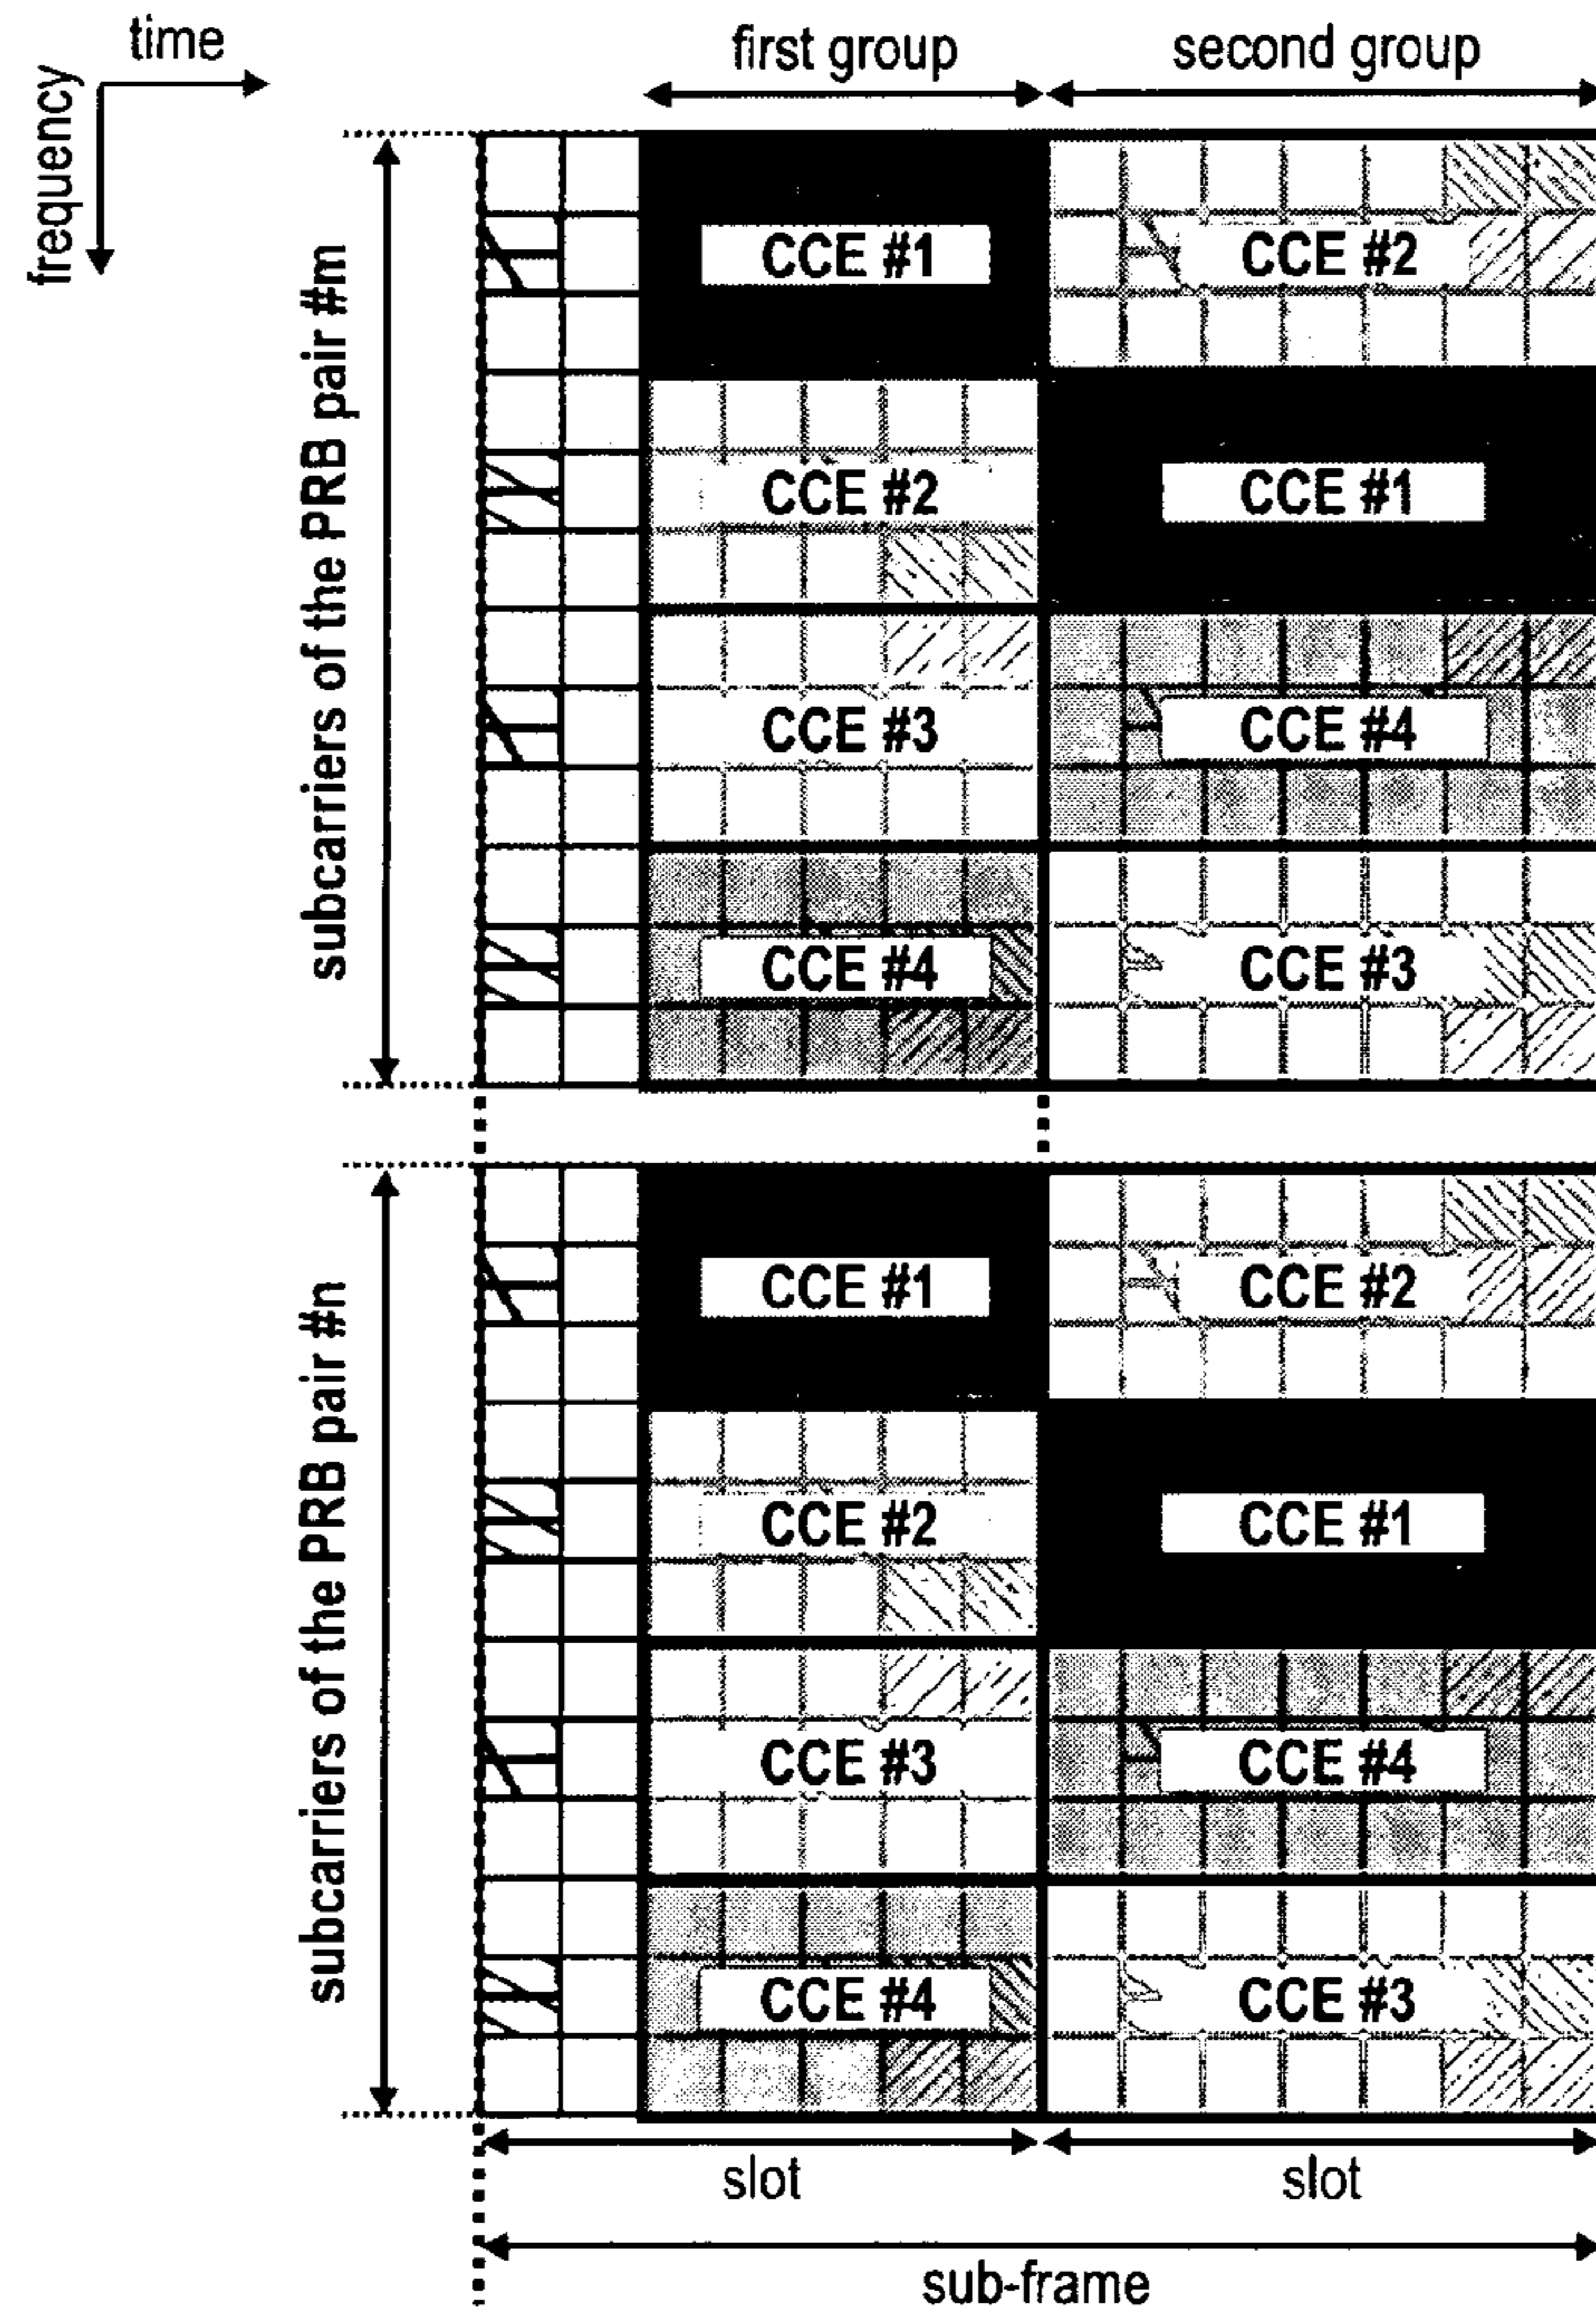 time
first group
second group
frequency
subcarriers of the PRB pair #m
CCE #1
CCE #2
CCE #2
CCE #1
CCE #3
CCE #4
CCE #4
CCE #3
subcarriers of the PRB pair #n
CCE #1
CCE #2
CCE #2
CCE #1
CCE #3
CCE #4
CCE #4
CCE #3
slot
slot
sub-frame